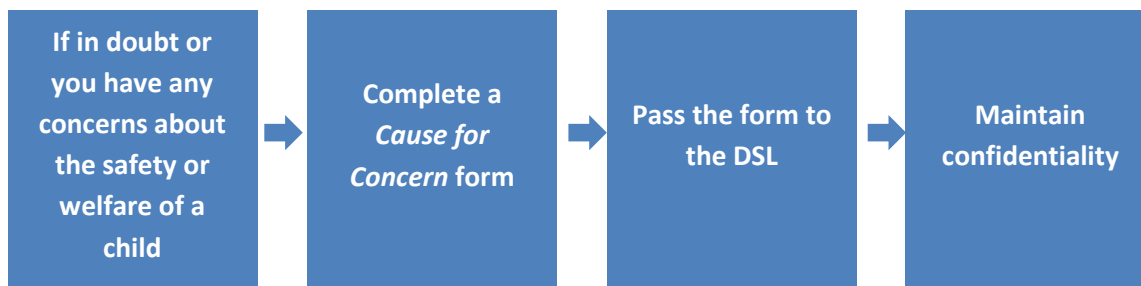 If in doubt or
you have any
concerns about
the safety or
welfare of a
child
Complete a
Cause for
Concern form
Pass the form to
the DSL
Maintain
confidentiality